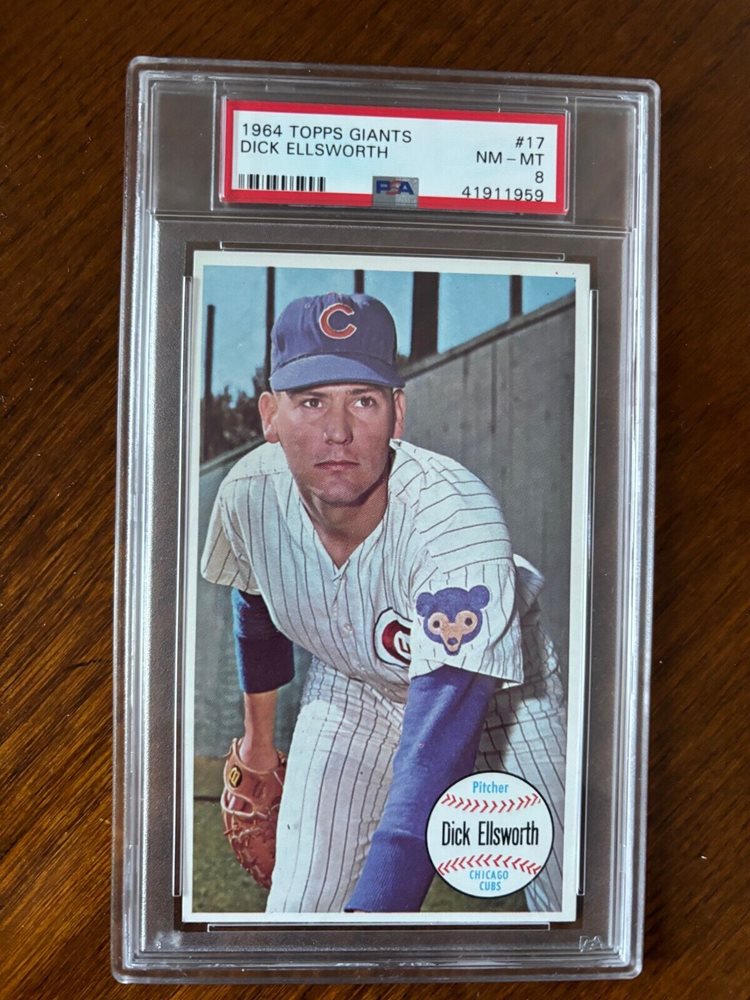 1964 TOPPS GIANTS #17
DICK ELLSWORTH NM – MT
8
PSA 41911959
C
C
Pitcher
Dick Ellsworth
CHICAGO
CUBS